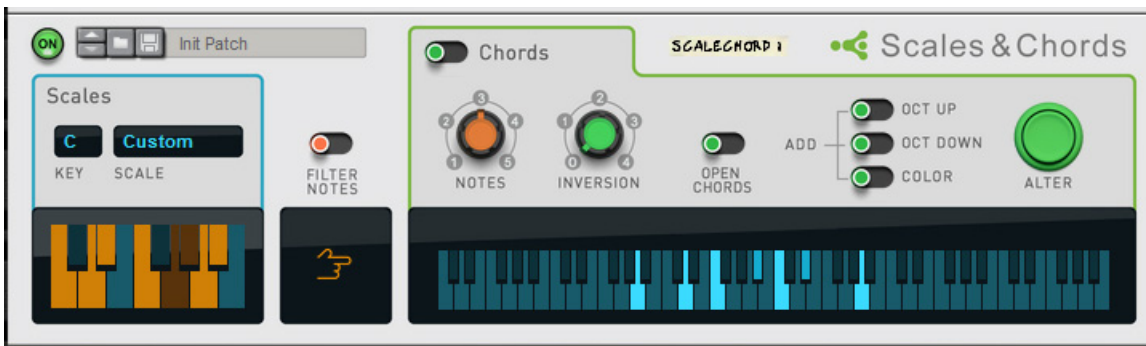 ON
Init Patch
Chords
SCALECHORD 1
Scales & Chords
Scales
C
Custom
KEY
SCALE
FILTER
NOTES
1
2
3
4
5
NOTES
0
1
2
3
4
INVERSION
OPEN
CHORDS
ADD
OCT UP
OCT DOWN
COLOR
ALTER